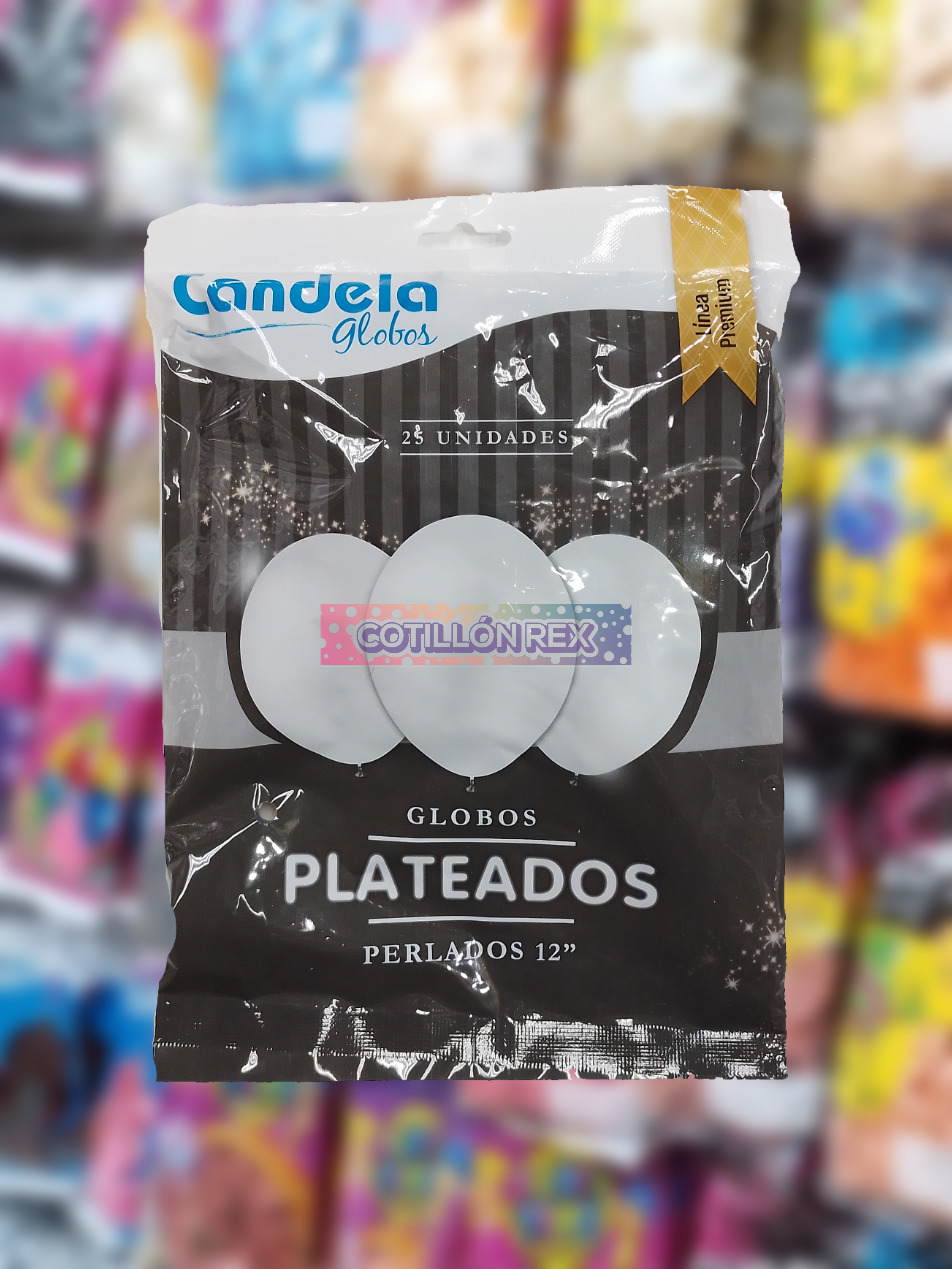 Candela
globos
Línea
Premium
25 UNIDADES
COTILLÓN REX
GLOBOS
PLATEADOS
PERLADOS 12”